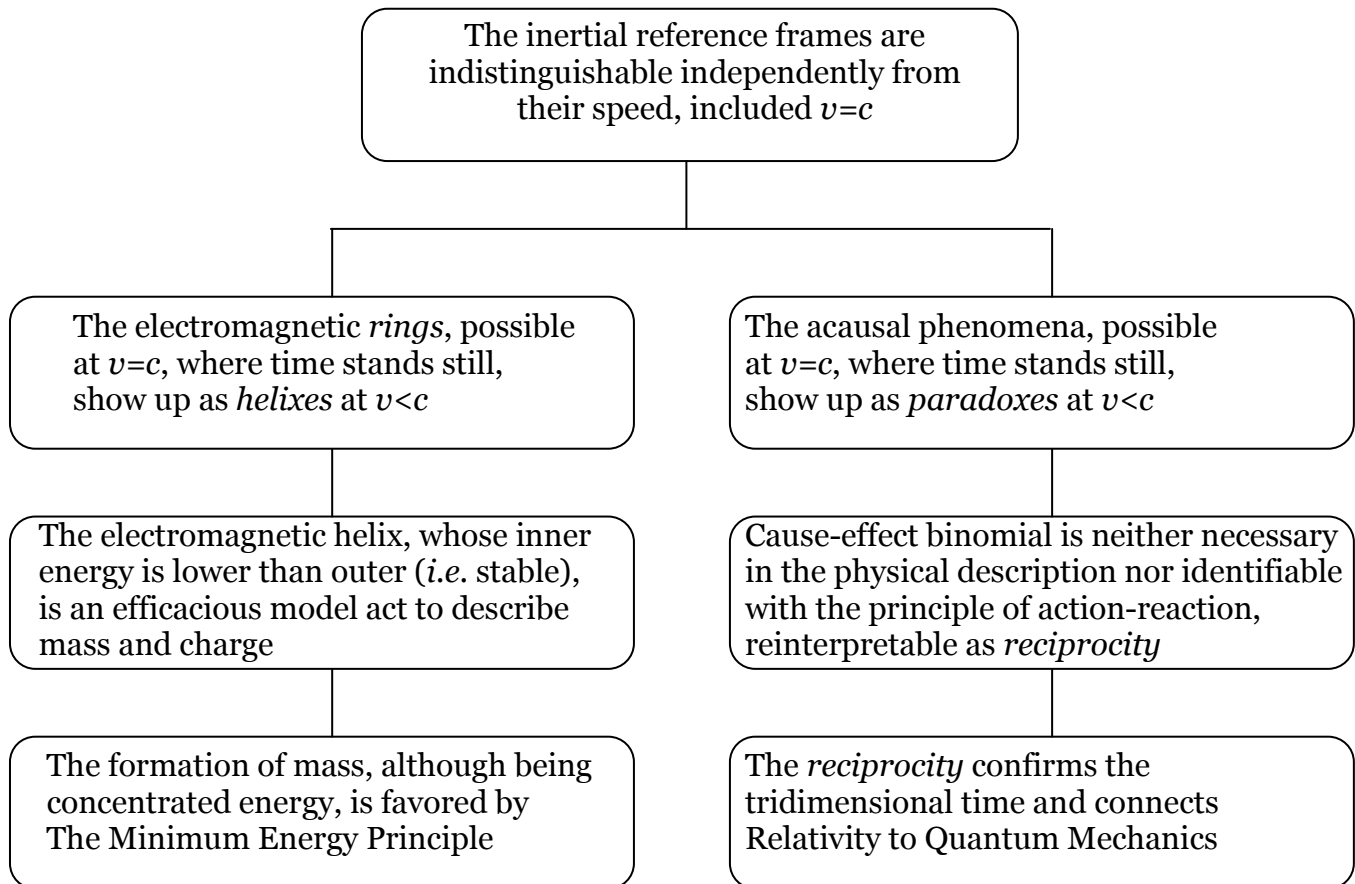 The inertial reference frames are
indistinguishable independently from
their speed, included v=c
The electromagnetic rings, possible
at v=c, where time stands still,
show up as helixes at v<c
The acausal phenomena, possible
at v=c, where time stands still,
show up as paradoxes at v<c
The electromagnetic helix, whose inner
energy is lower than outer (i.e. stable),
is an efficacious model act to describe
mass and charge
Cause-effect binomial is neither necessary
in the physical description nor identifiable
with the principle of action-reaction,
reinterpretable as reciprocity
The formation of mass, although being
concentrated energy, is favored by
The Minimum Energy Principle
The reciprocity confirms the
tridimensional time and connects
Relativity to Quantum Mechanics